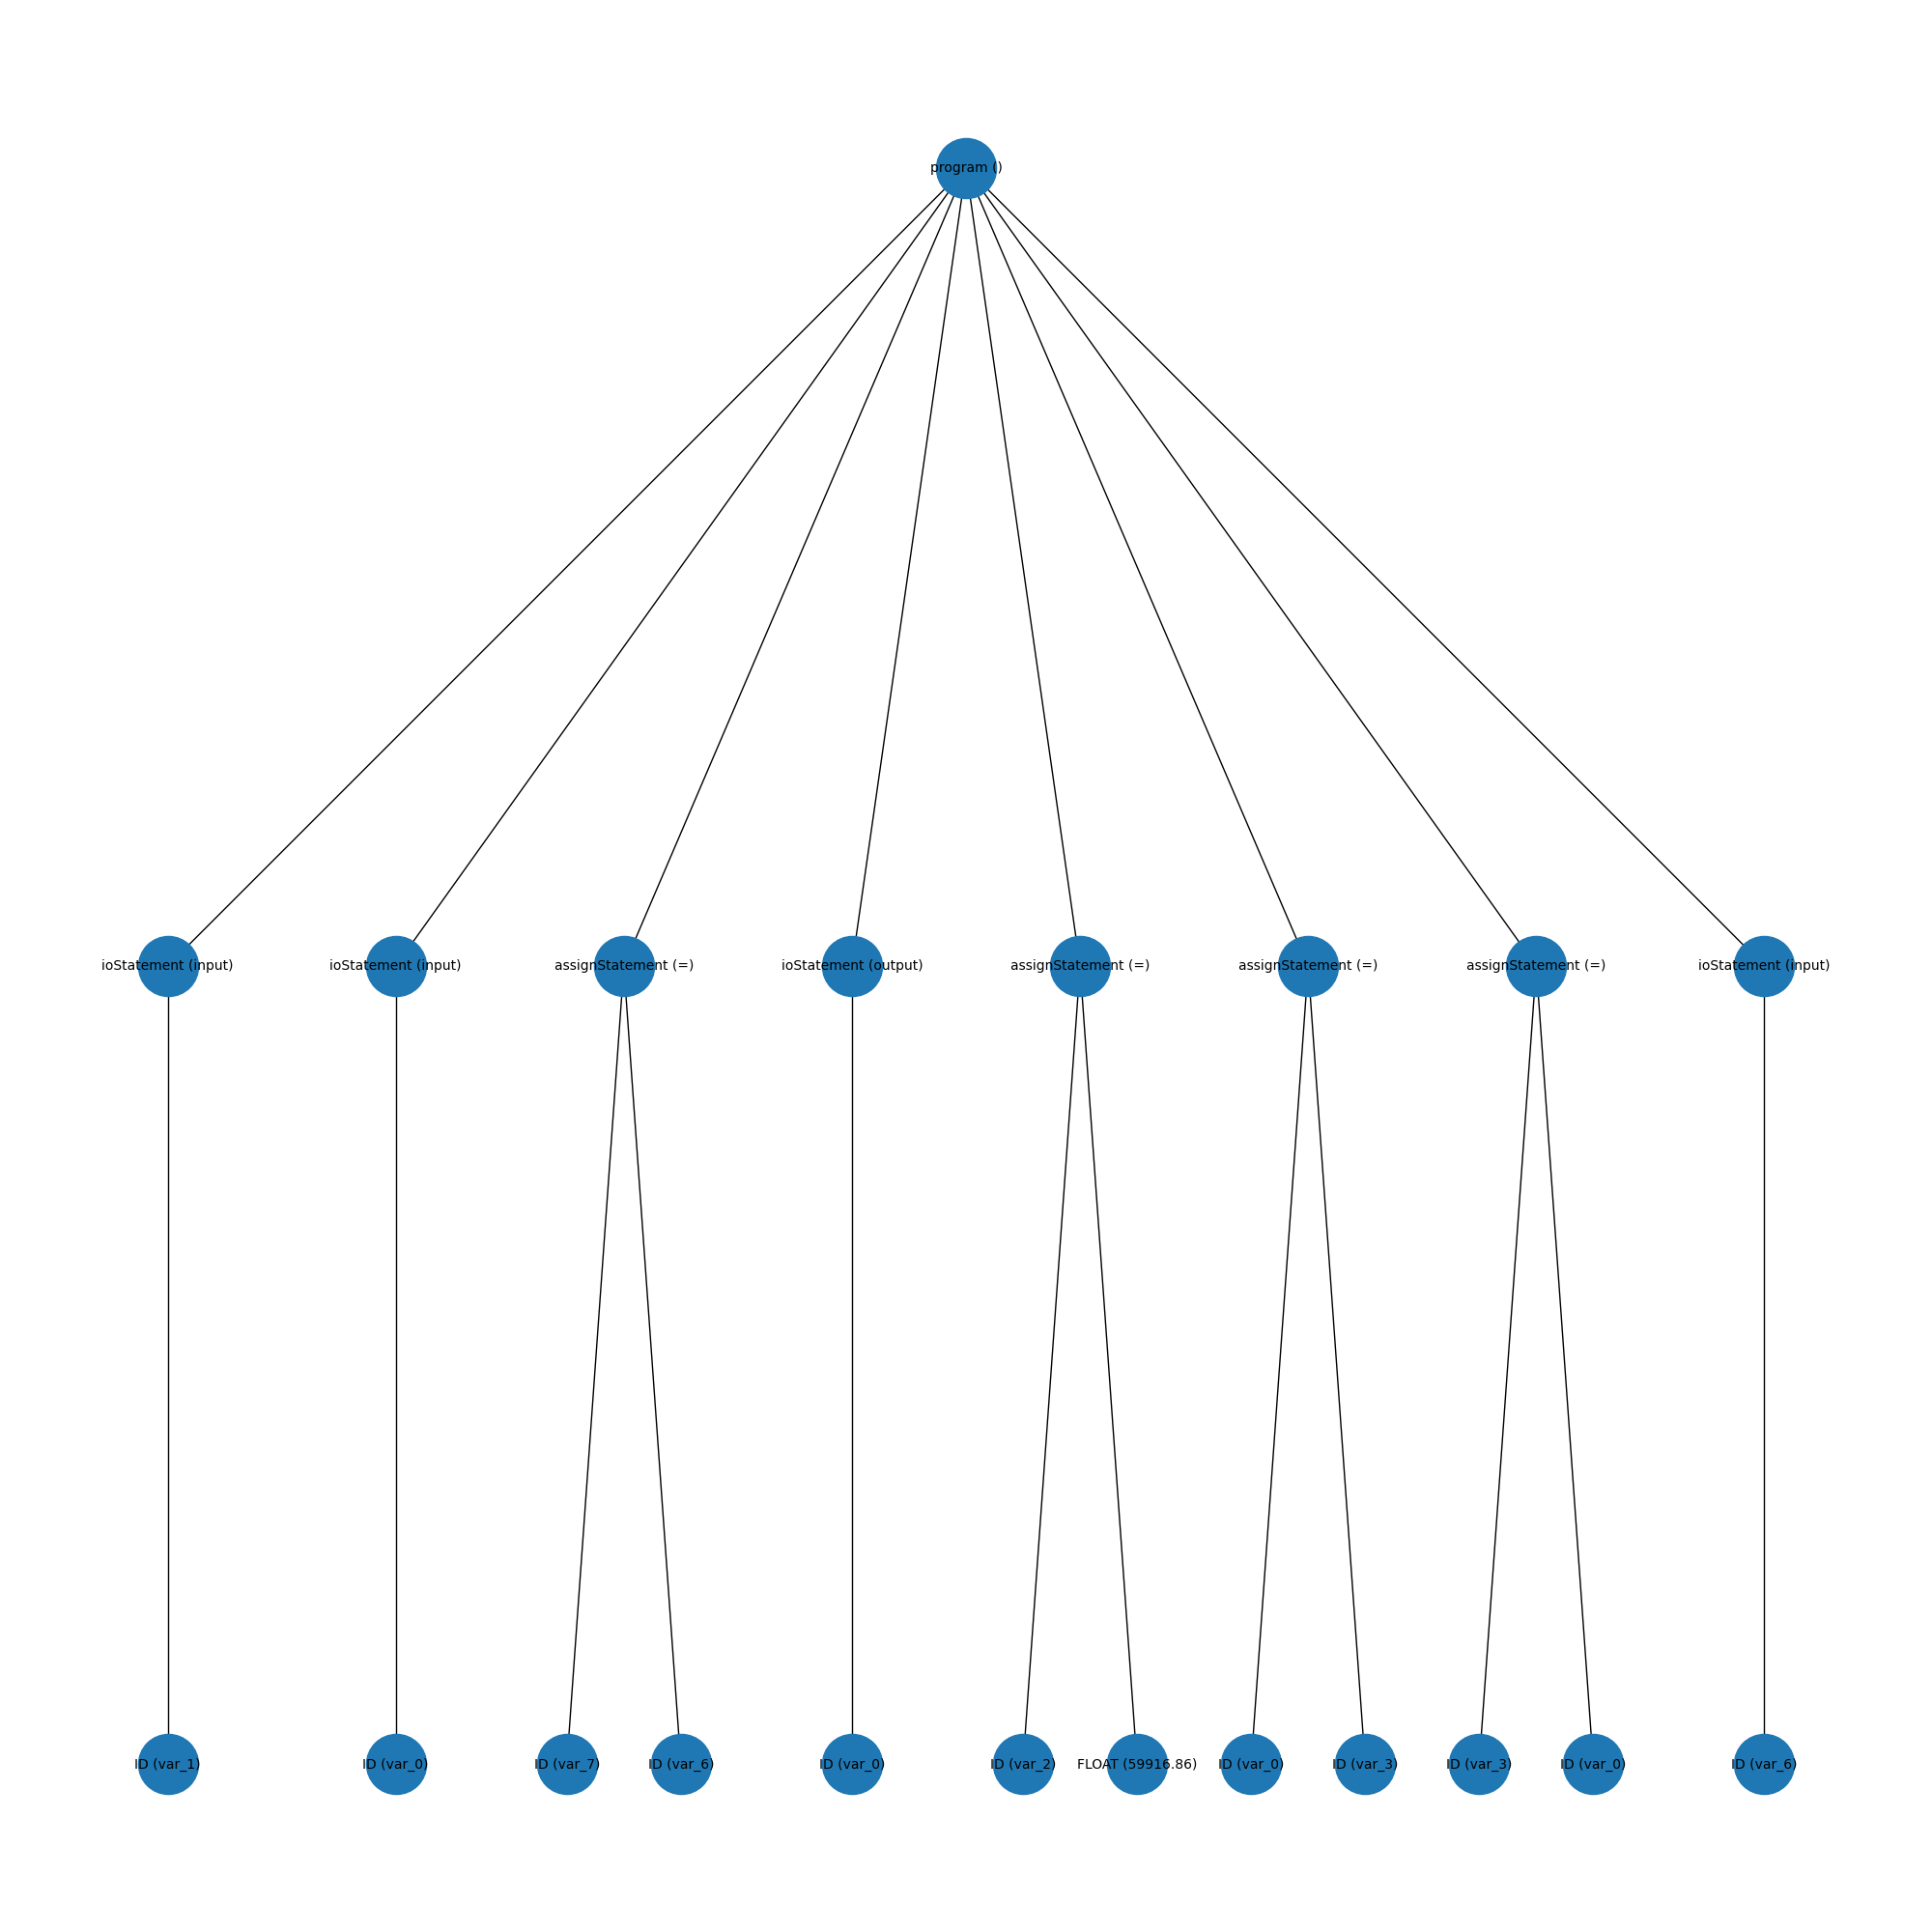 program ()
ioStatement (input) ioStatement (input) assignStatement (=) ioStatement (output) assignStatement (=) assignStatement (=) assignStatement (=) ioStatement (input)
ID (var_1) ID (var_0) ID (var_7) ID (var_6) ID (var_0) ID (var_2) FLOAT (59916.86) ID (var_0) ID (var_3) ID (var_3) ID (var_0) ID (var_6)